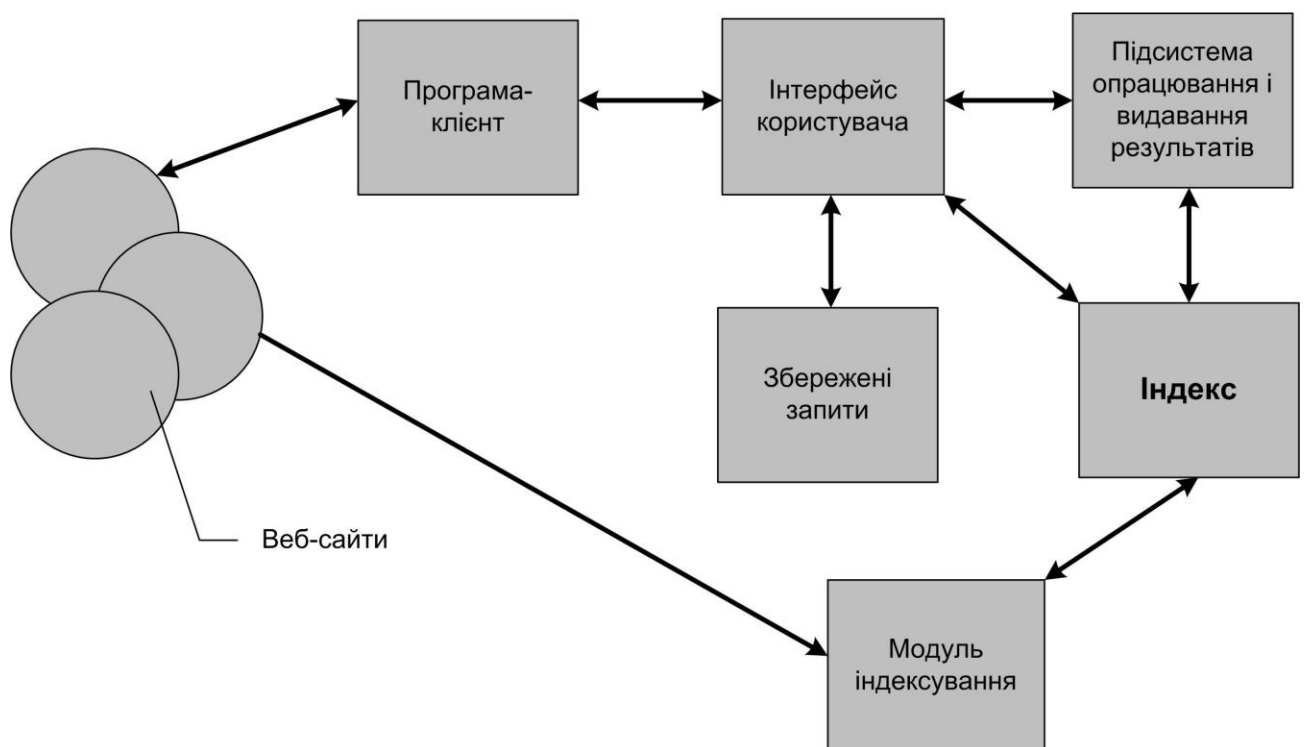 Програма-
клієнт
Інтерфейс
користувача
Підсистема
опрацювання і
видавання
результатів
Збережені
запити
Індекс
Веб-сайти
Модуль
індексування